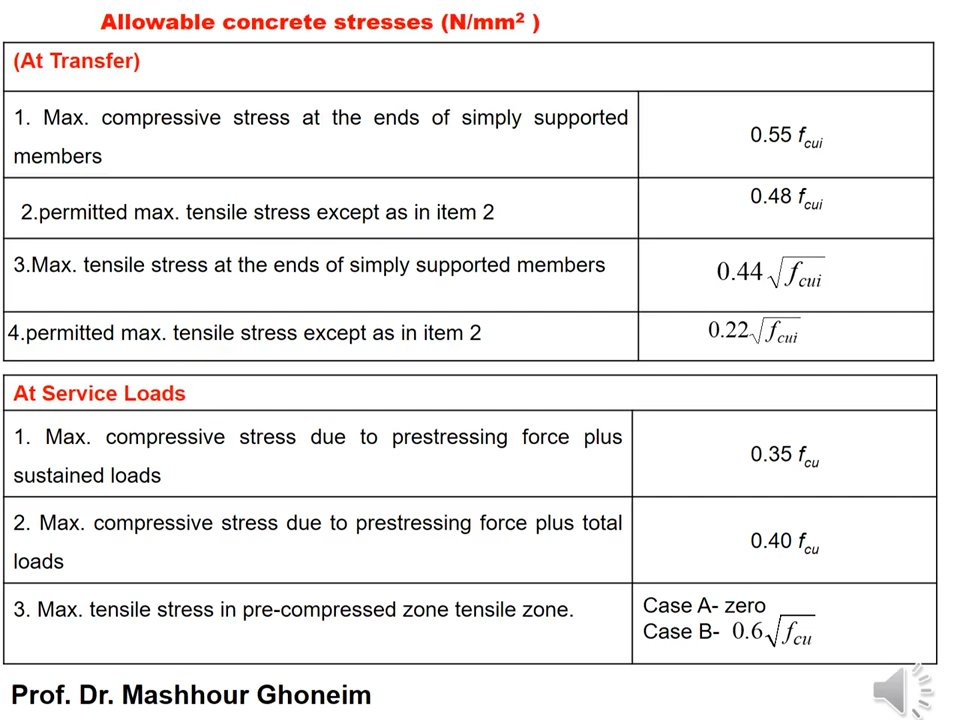 Allowable concrete stresses (N/mm² )
(At Transfer)
1. Max. compressive stress at the ends of simply supported
members
0.55 fcui
2.permitted max. tensile stress except as in item 2
0.48 fcui
3.Max. tensile stress at the ends of simply supported members
0.44 √fcui
4.permitted max. tensile stress except as in item 2
0.22√fcui
At Service Loads
1. Max. compressive stress due to prestressing force plus
sustained loads
0.35 fcu
2. Max. compressive stress due to prestressing force plus total
loads
0.40 fcu
3. Max. tensile stress in pre-compressed zone tensile zone.
Case A- zero
Case B- 0.6√fcu
Prof. Dr. Mashhour Ghoneim